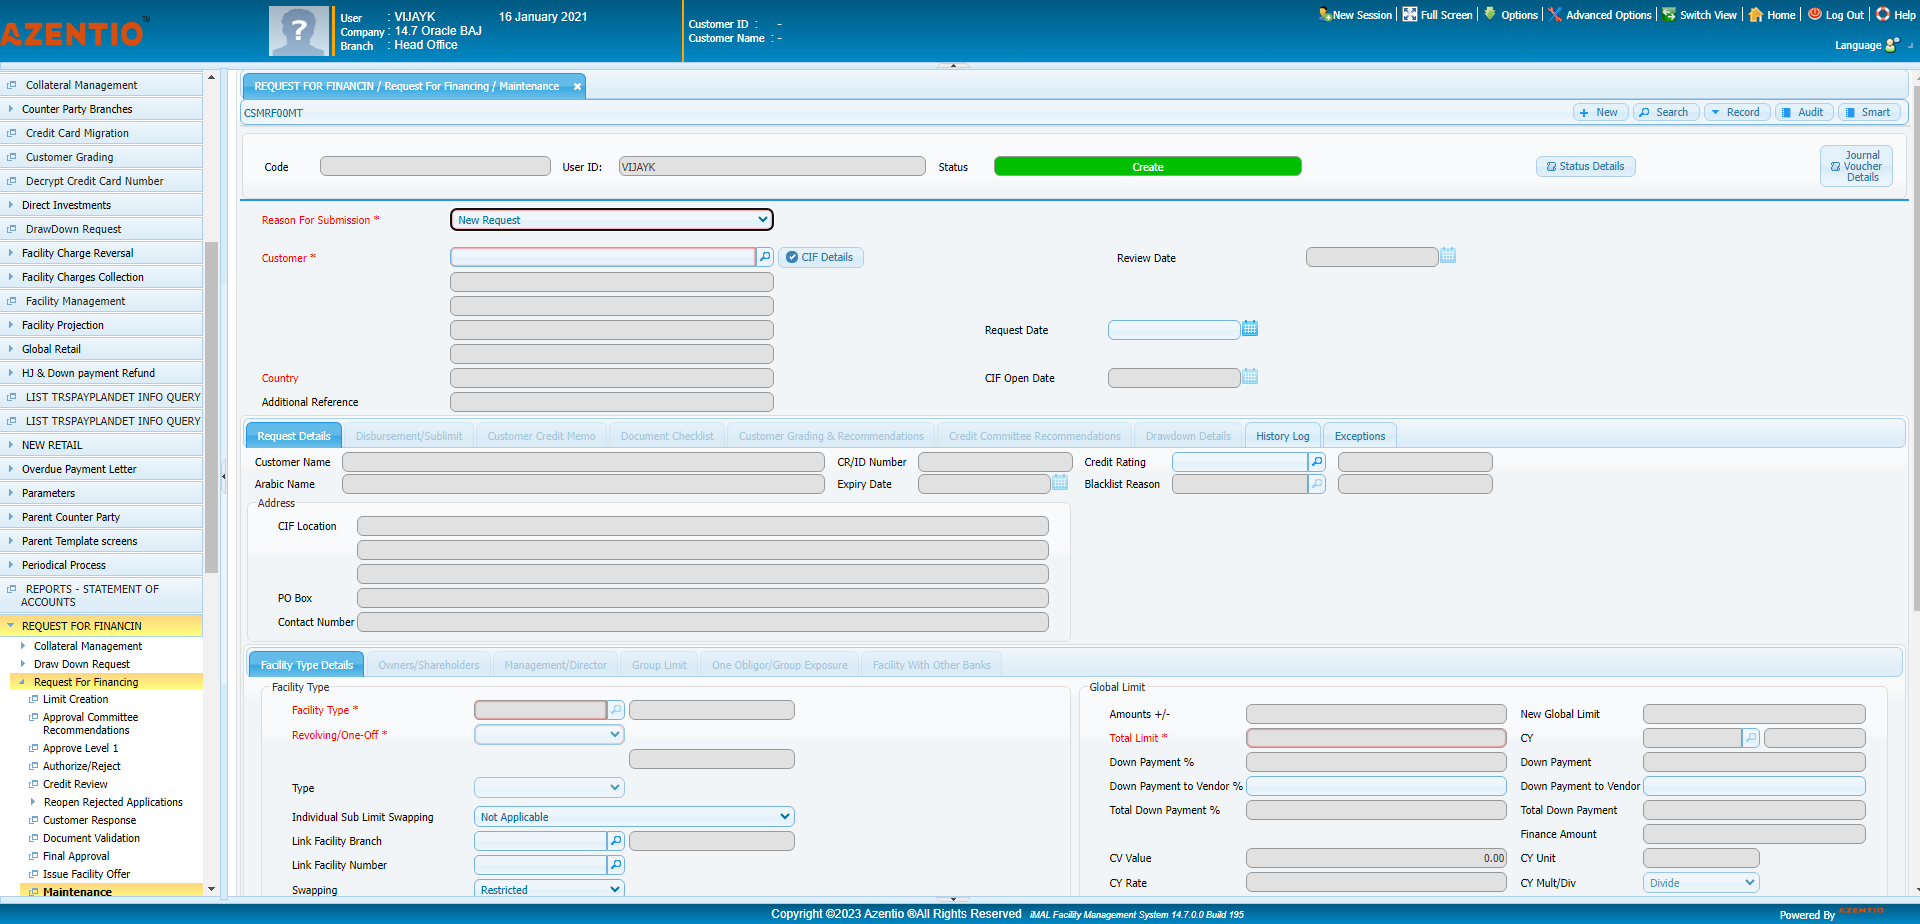 AZENTIO™
User : VIJAYK 16 January 2021
Company : 14.7 Oracle BAJ
Branch : Head Office
Customer ID : -
Customer Name : -
New Session Full Screen Options Advanced Options Switch View Home Log Out Help
Language
Collateral Management
Counter Party Branches
Credit Card Migration
Customer Grading
Decrypt Credit Card Number
Direct Investments
DrawDown Request
Facility Charge Reversal
Facility Charges Collection
Facility Management
Facility Projection
Global Retail
HJ & Down payment Refund
LIST TRSPAYPLANDET INFO QUERY
LIST TRSPAYPLANDET INFO QUERY
NEW RETAIL
Overdue Payment Letter
Parameters
Parent Counter Party
Parent Template screens
Periodical Process
REPORTS - STATEMENT OF
ACCOUNTS
REQUEST FOR FINANCIN
Collateral Management
Draw Down Request
Request For Financing
Limit Creation
Approval Committee
Recommendations
Approve Level 1
Authorize/Reject
Credit Review
Reopen Rejected Applications
Customer Response
Document Validation
Final Approval
Issue Facility Offer
Maintenance
REQUEST FOR FINANCIN / Request For Financing / Maintenance
CSMRF00MT
New Search Record Audit Smart
Code
User ID: VIJAYK
Status Create
Status Details
Journal
Voucher
Details
Reason For Submission * New Request
Customer * CIF Details
Review Date
Request Date
Country
CIF Open Date
Additional Reference
Request Details Disbursement/Sublimit Customer Credit Memo Document Checklist Customer Grading & Recommendations Credit Committee Recommendations Drawdown Details History Log Exceptions
Customer Name CR/ID Number Credit Rating
Arabic Name Expiry Date Blacklist Reason
Address
CIF Location
PO Box
Contact Number
Facility Type Details Owners/Shareholders Management/Director Group Limit One Obligor/Group Exposure Facility With Other Banks
Facility Type
Facility Type *
Revolving/One-Off *
Type
Individual Sub Limit Swapping Not Applicable
Link Facility Branch
Link Facility Number
Swapping Restricted
Global Limit
Amounts +/- New Global Limit
Total Limit * CY
Down Payment % Down Payment
Down Payment to Vendor % Down Payment to Vendor
Total Down Payment % Total Down Payment
Finance Amount
CV Value 0.00 CY Unit
CY Rate CY Mult/Div Divide
Copyright ©2023 Azentio ®All Rights Reserved iMAL Facility Management System 14.7.0.0 Build 195
Powered By AZENTIO